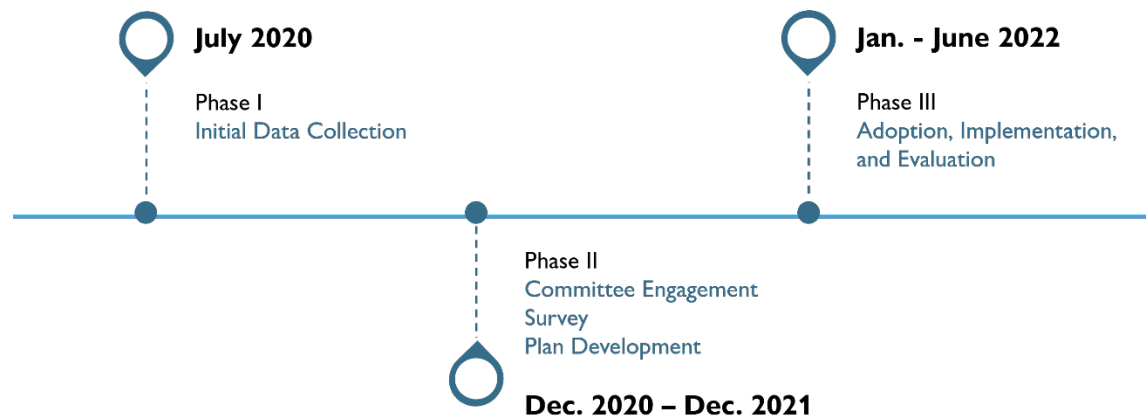 July 2020
Phase I
Initial Data Collection
Jan. - June 2022
Phase III
Adoption, Implementation,
and Evaluation
Phase II
Committee Engagement
Survey
Plan Development
Dec. 2020 – Dec. 2021